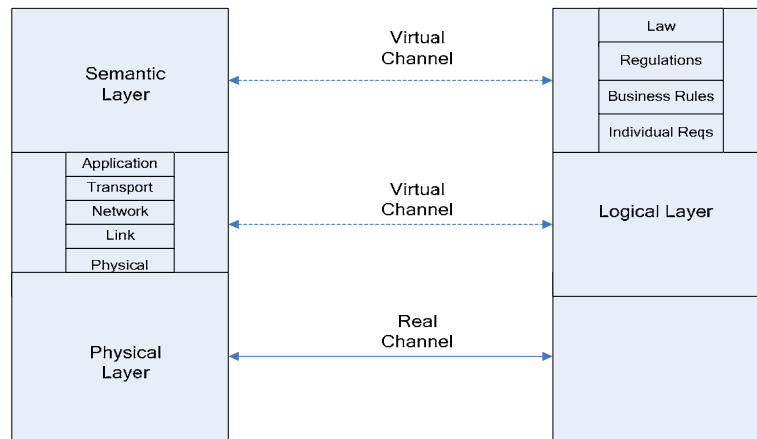 Semantic
Layer
Application
Transport
Network
Link
Physical
Physical
Layer
Virtual
Channel
Virtual
Channel
Real
Channel
Law
Regulations
Business Rules
Individual Reqs
Logical Layer